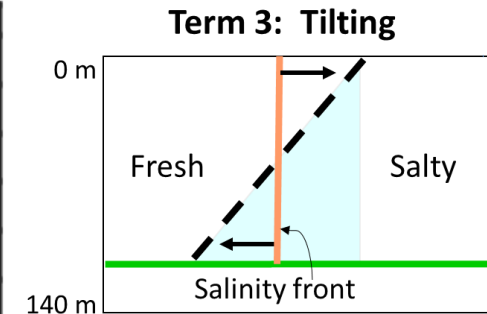 Term 3: Tilting
0 m
Fresh
Salty
Salinity front
140 m